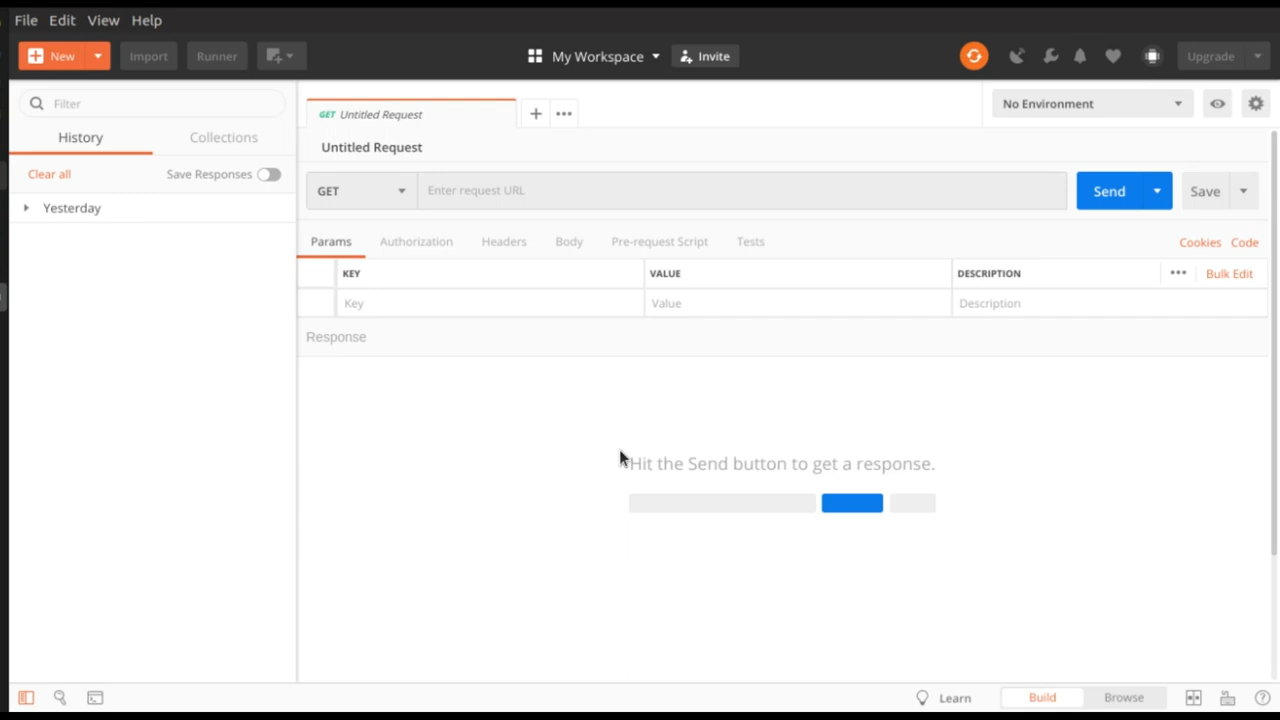 File Edit View Help
New Import Runner My Workspace Invite Upgrade
Filter
History Collections
Clear all Save Responses
Yesterday
GET Untitled Request
No Environment
Untitled Request
GET Enter request URL Send Save
Params Authorization Headers Body Pre-request Script Tests Cookies Code
KEY VALUE DESCRIPTION Bulk Edit
Key Value Description
Response
Hit the Send button to get a response.
Learn Build Browse